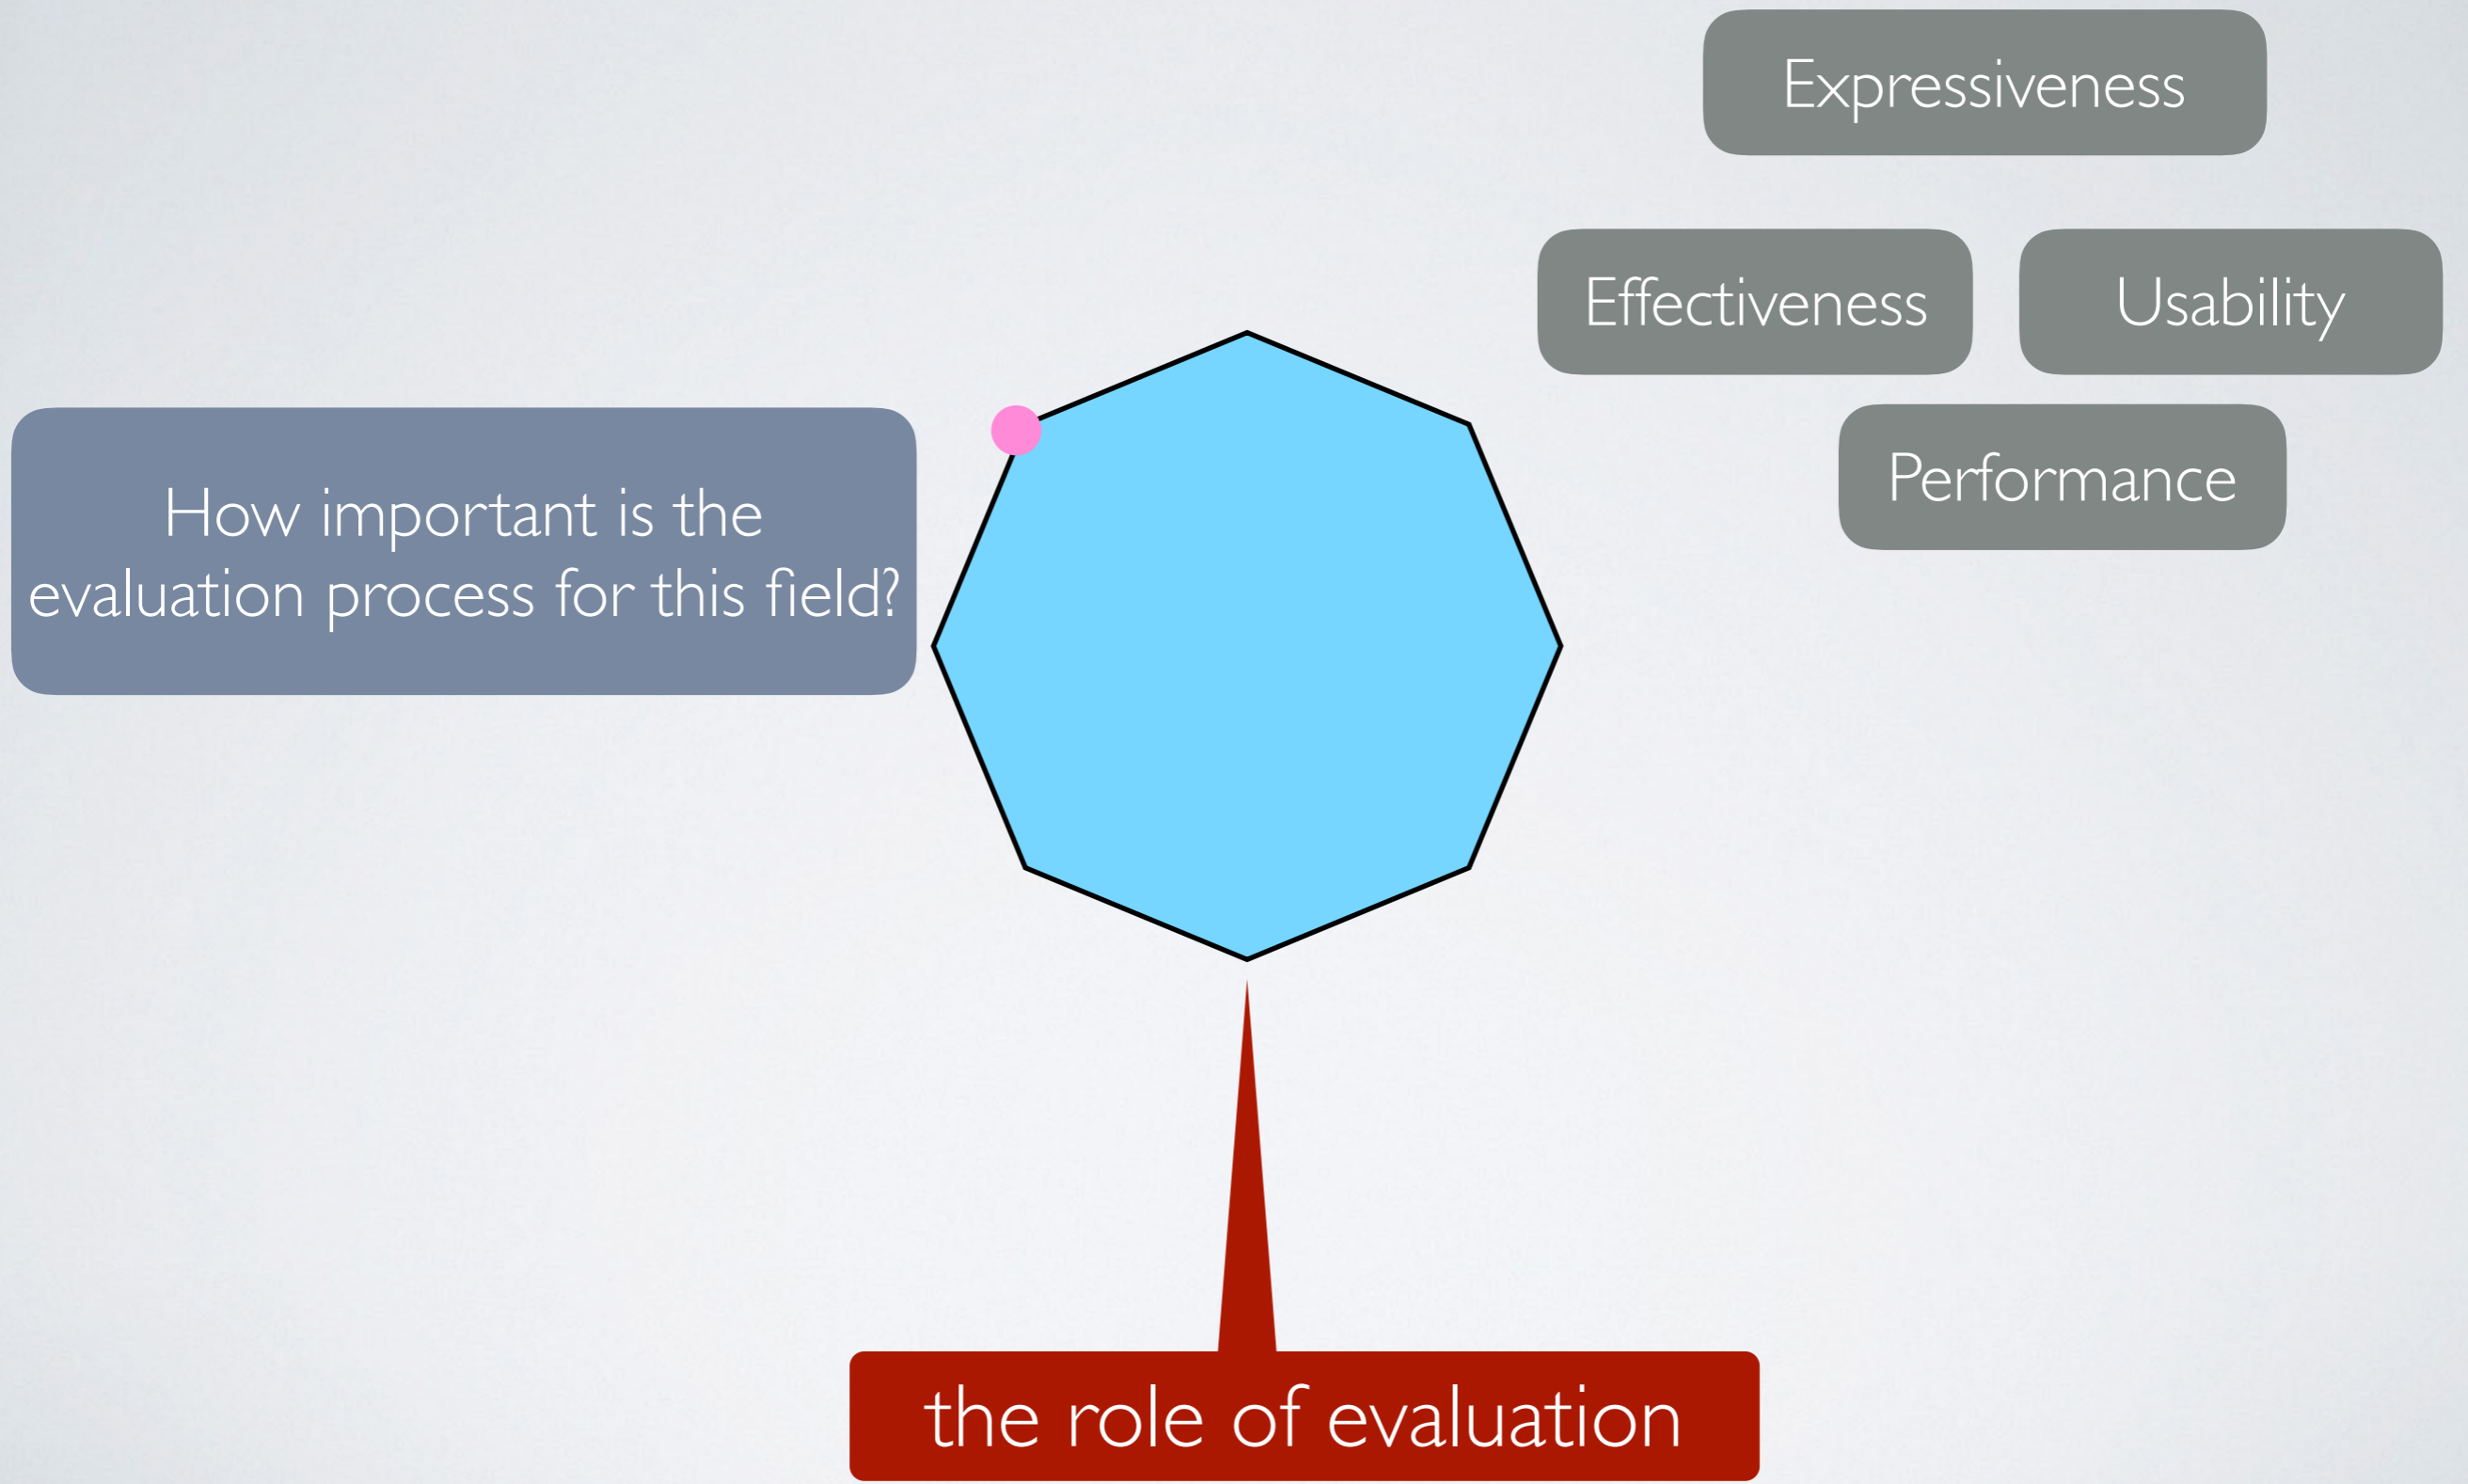 Expressiveness
Effectiveness
Usability
Performance
How important is the
evaluation process for this field?
the role of evaluation